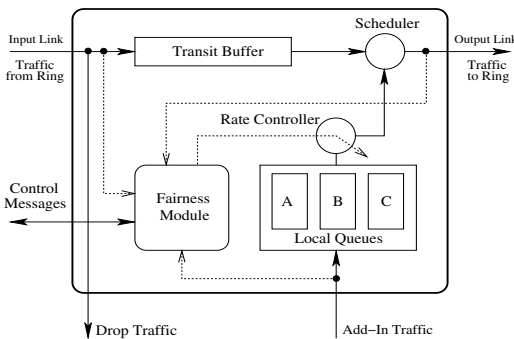 Scheduler
Input Link
Output Link
Transit Buffer
Traffic
from Ring
Traffic
to Ring
Rate Controller
Control
Messages
Fairness
Module
A
B
C
Local Queues
Drop Traffic
Add-In Traffic